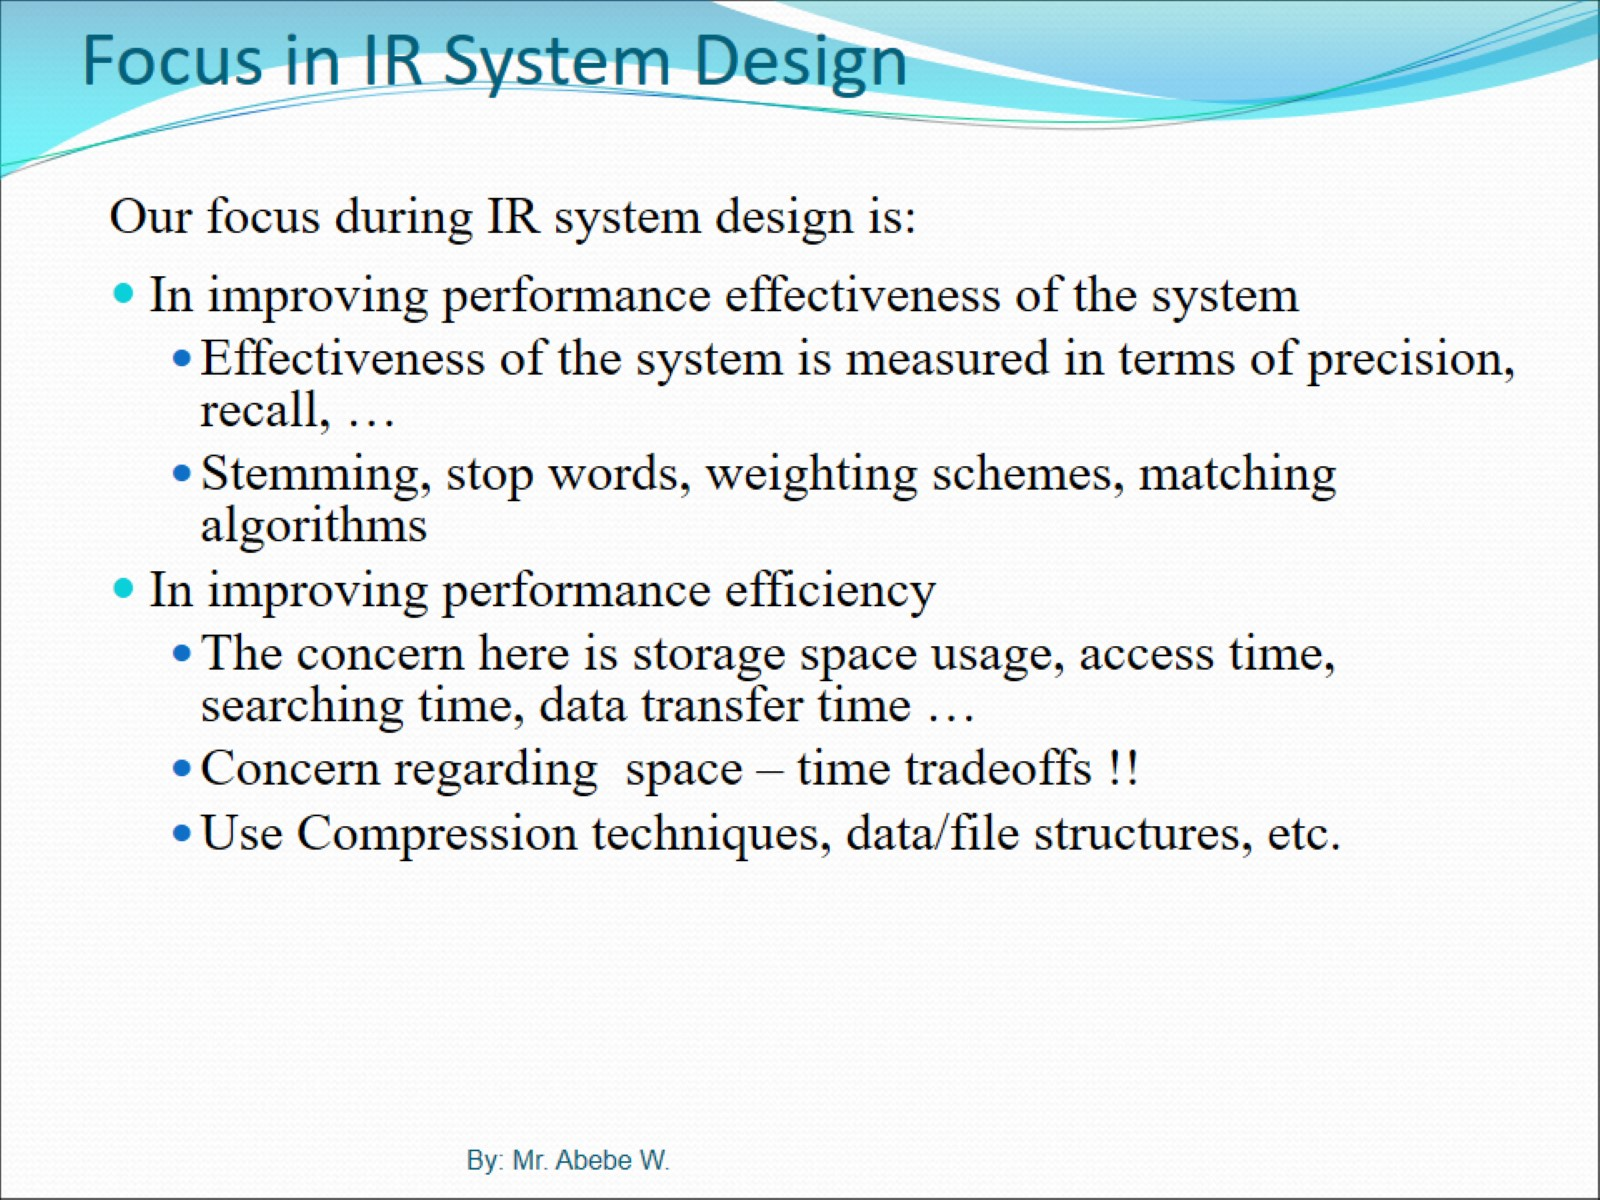 Focus in IR System Design
Our focus during IR system design is:
• In improving performance effectiveness of the system
• Effectiveness of the system is measured in terms of precision,
recall, …
• Stemming, stop words, weighting schemes, matching
algorithms
• In improving performance efficiency
• The concern here is storage space usage, access time,
searching time, data transfer time …
• Concern regarding  space – time tradeoffs !!
• Use Compression techniques, data/file structures, etc.
By: Mr. Abebe W.